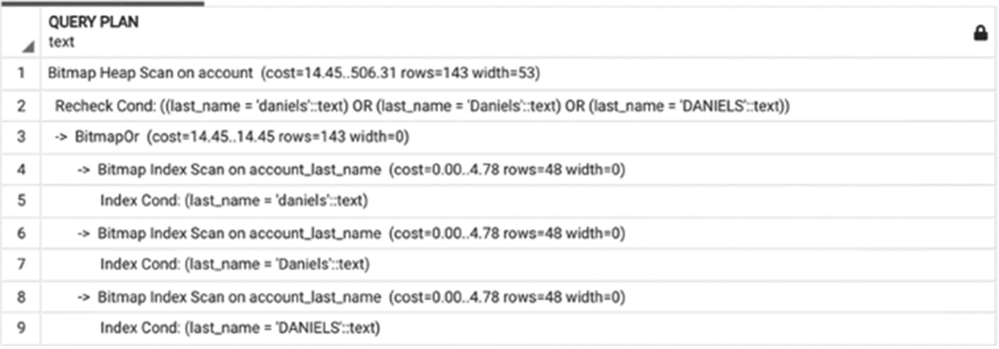 QUERY PLAN
text
1 Bitmap Heap Scan on account (cost=14.45..506.31 rows=143 width=53)
2 Recheck Cond: ((last_name = 'daniels'::text) OR (last_name = 'Daniels'::text) OR (last_name = 'DANIELS'::text))
3 -> BitmapOr (cost=14.45..14.45 rows=143 width=0)
4 -> Bitmap Index Scan on account_last_name (cost=0.00..4.78 rows=48 width=0)
5 Index Cond: (last_name = 'daniels'::text)
6 -> Bitmap Index Scan on account_last_name (cost=0.00..4.78 rows=48 width=0)
7 Index Cond: (last_name = 'Daniels'::text)
8 -> Bitmap Index Scan on account_last_name (cost=0.00..4.78 rows=48 width=0)
9 Index Cond: (last_name = 'DANIELS'::text)